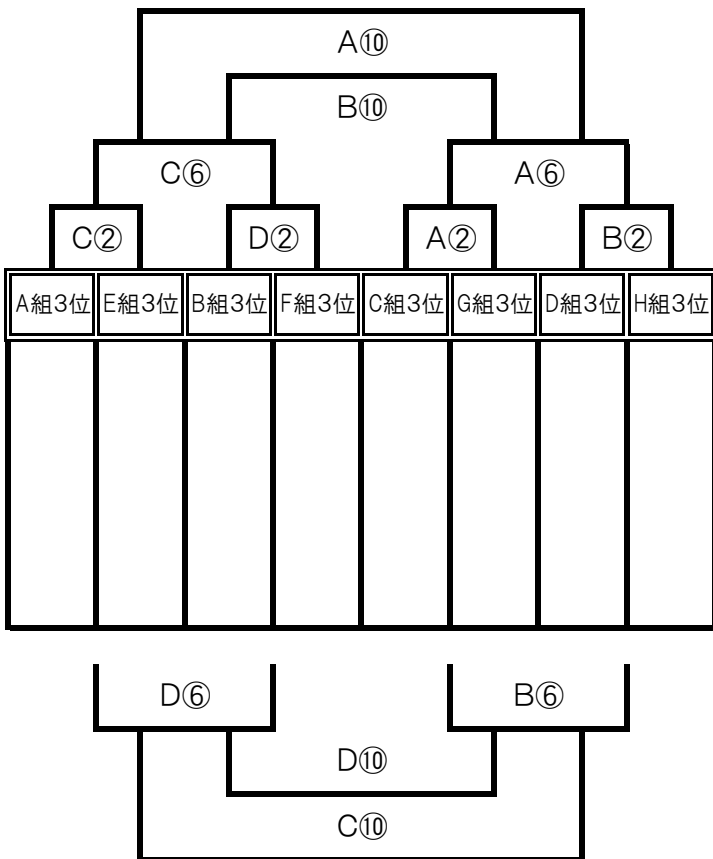 A⑩
B⑩
C⑥ A⑥
C② D② A② B②
A組3位 E組3位 B組3位 F組3位 C組3位 G組3位 D組3位 H組3位
D⑥ B⑥
D⑩
C⑩